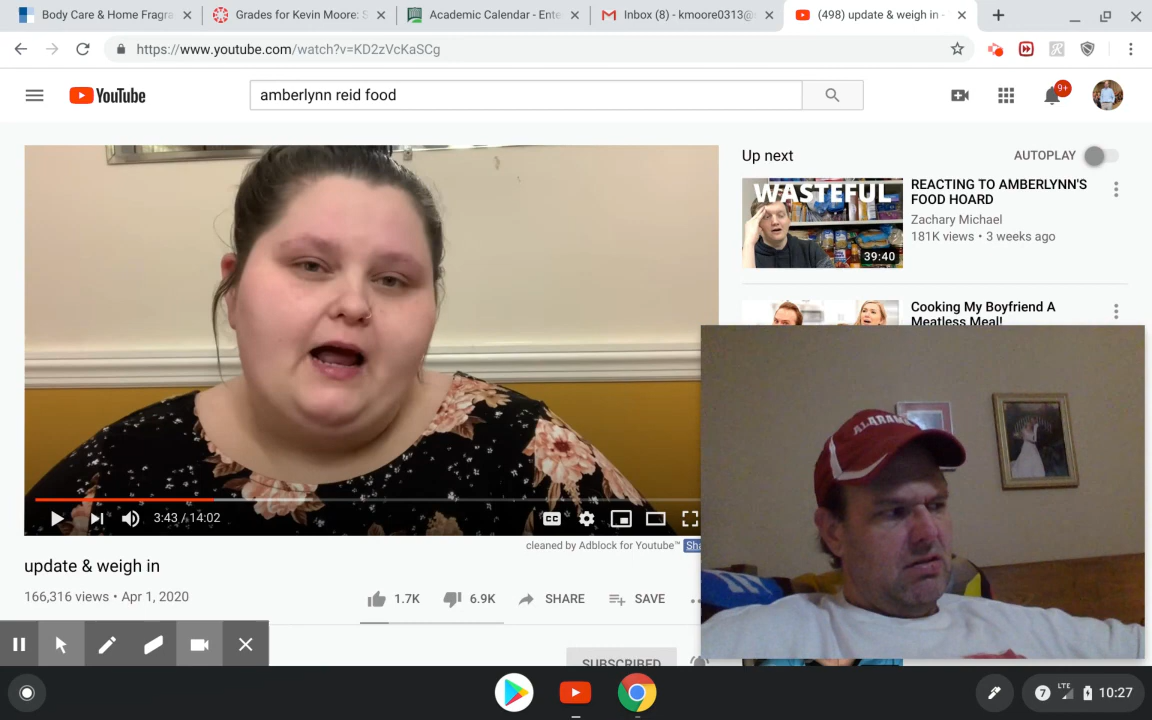 Body Care & Home Fragra
Grades for Kevin Moore: S
Academic Calendar - Ente
Inbox (8) - kmoore0313@
(498) update & weigh in -
https://www.youtube.com/watch?v=KD2zVcKaSCg
YouTube
amberlynn reid food
9+
Up next
AUTOPLAY
WASTEFUL
39:40
REACTING TO AMBERLYNN'S
FOOD HOARD
Zachary Michael
181K views • 3 weeks ago
Cooking My Boyfriend A
Meatless Meal!
ALABAMA
3:43 / 14:02
CC
cleaned by Adblock for Youtube™
Sha
update & weigh in
166,316 views • Apr 1, 2020
1.7K
6.9K
SHARE
SAVE
SUBSCRIBED
7
LTE
10:27